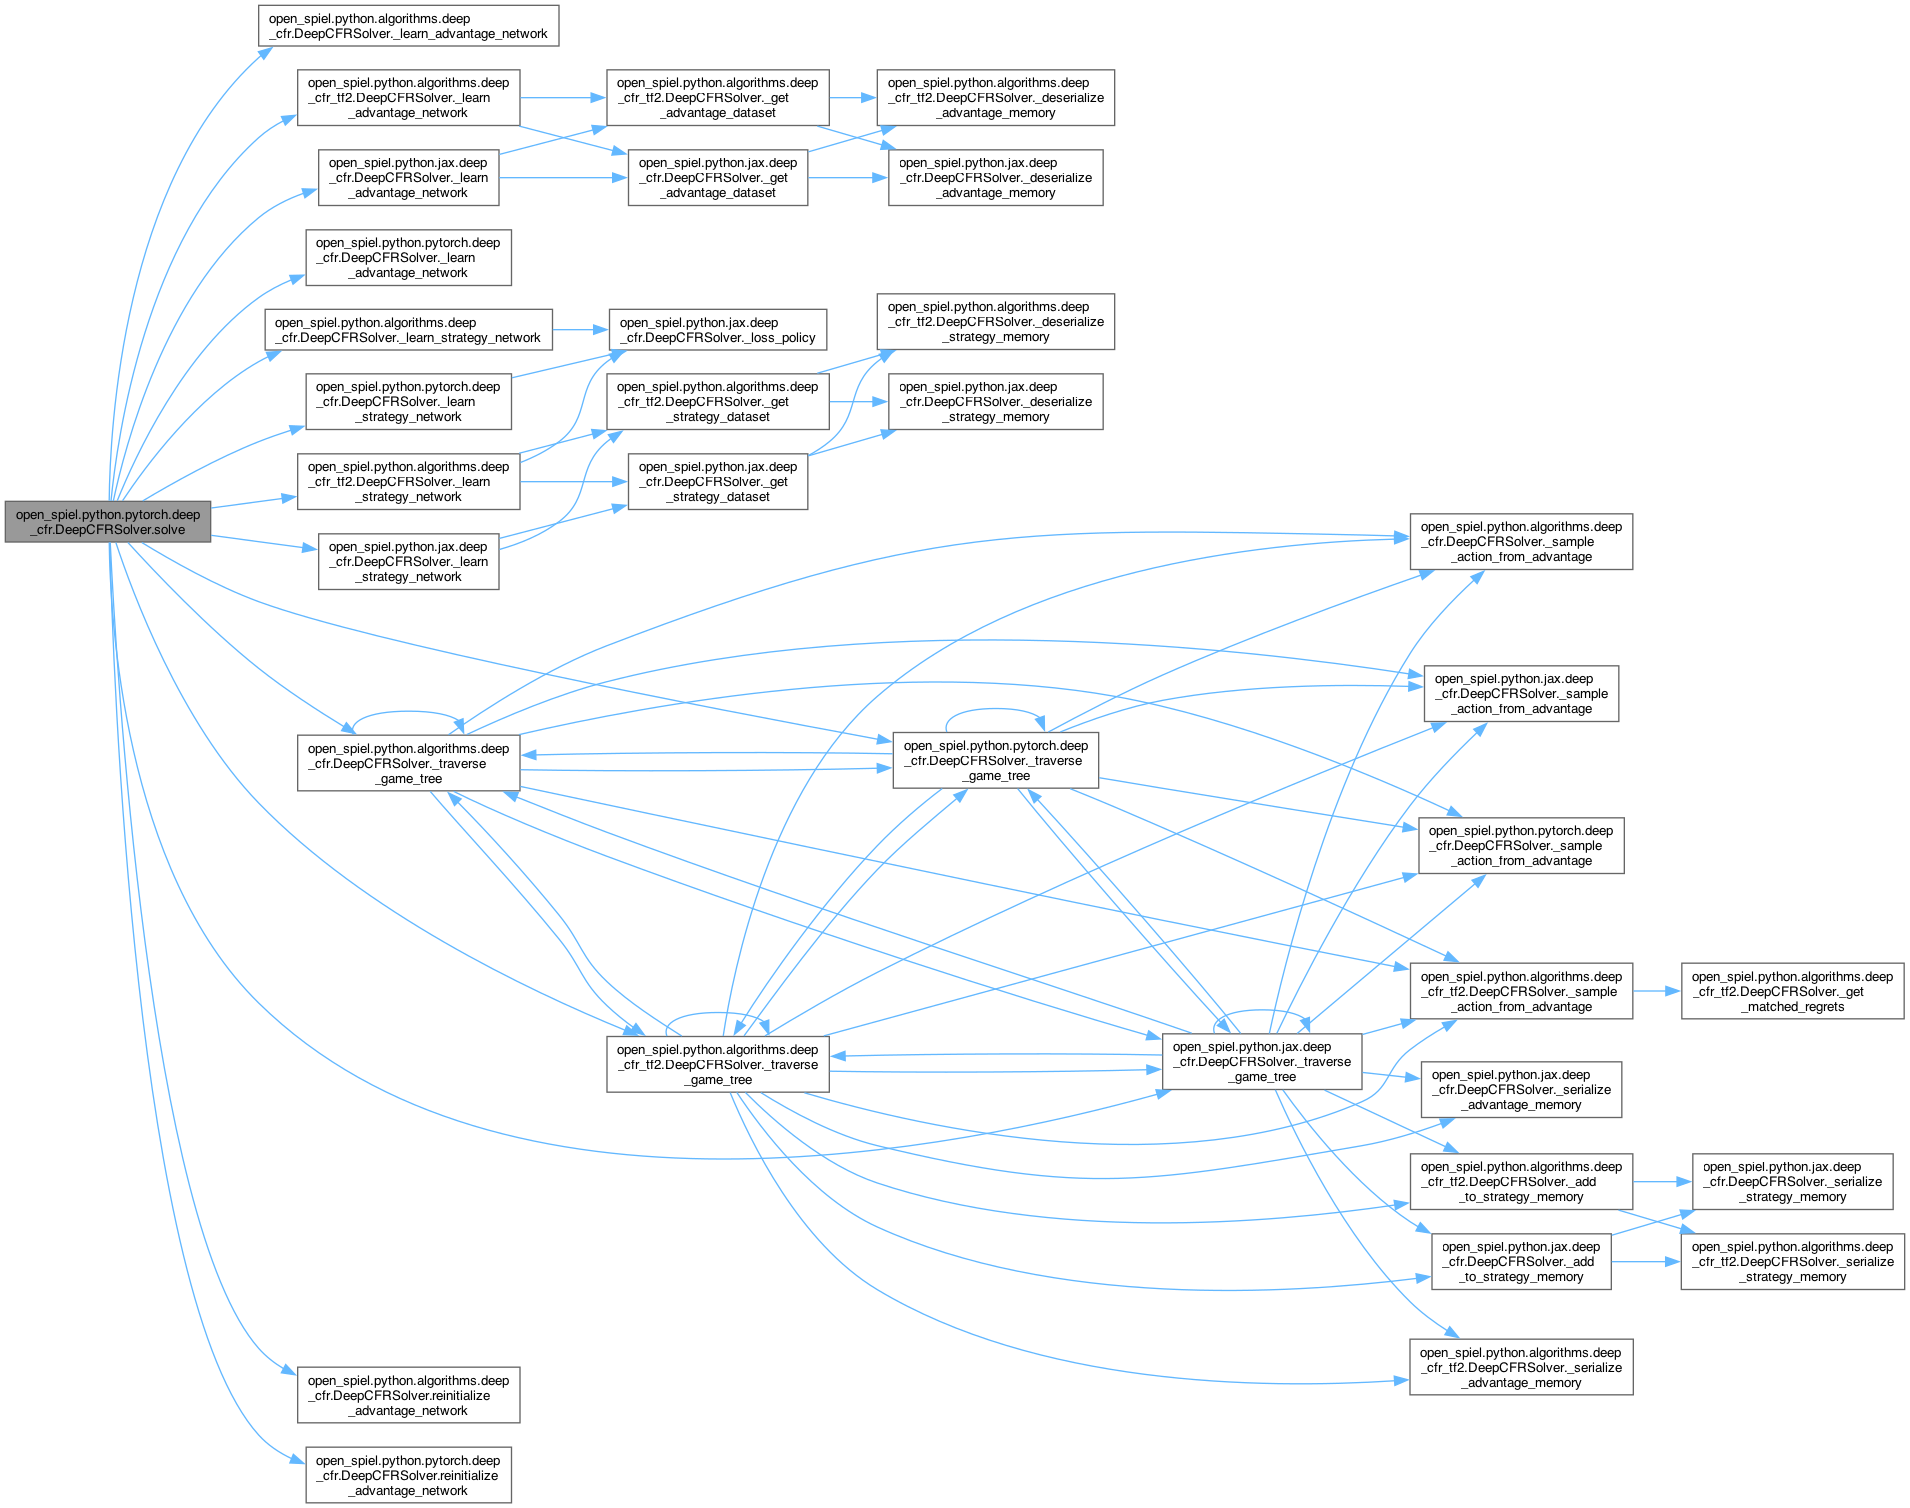 open_spiel.python.algorithms.deep
_cfr.DeepCFRSolver._learn_advantage_network
open_spiel.python.algorithms.deep
_cfr_tf2.DeepCFRSolver._learn
_advantage_network
open_spiel.python.algorithms.deep
_cfr_tf2.DeepCFRSolver._get
_advantage_dataset
open_spiel.python.algorithms.deep
_cfr_tf2.DeepCFRSolver._deserialize
_advantage_memory
open_spiel.python.jax.deep
_cfr.DeepCFRSolver._learn
_advantage_network
open_spiel.python.jax.deep
_cfr.DeepCFRSolver._get
_advantage_dataset
open_spiel.python.jax.deep
_cfr.DeepCFRSolver._deserialize
_advantage_memory
open_spiel.python.pytorch.deep
_cfr.DeepCFRSolver._learn
_advantage_network
open_spiel.python.algorithms.deep
_cfr.DeepCFRSolver._learn_strategy_network
open_spiel.python.jax.deep
_cfr.DeepCFRSolver._loss_policy
open_spiel.python.algorithms.deep
_cfr_tf2.DeepCFRSolver._deserialize
_strategy_memory
open_spiel.python.pytorch.deep
_cfr.DeepCFRSolver._learn
_strategy_network
open_spiel.python.algorithms.deep
_cfr_tf2.DeepCFRSolver._get
_strategy_dataset
open_spiel.python.jax.deep
_cfr.DeepCFRSolver._deserialize
_strategy_memory
open_spiel.python.algorithms.deep
_cfr_tf2.DeepCFRSolver._learn
_strategy_network
open_spiel.python.jax.deep
_cfr.DeepCFRSolver._get
_strategy_dataset
open_spiel.python.pytorch.deep
_cfr.DeepCFRSolver.solve
open_spiel.python.jax.deep
_cfr.DeepCFRSolver._learn
_strategy_network
open_spiel.python.algorithms.deep
_cfr.DeepCFRSolver._sample
_action_from_advantage
open_spiel.python.jax.deep
_cfr.DeepCFRSolver._sample
_action_from_advantage
open_spiel.python.algorithms.deep
_cfr.DeepCFRSolver._traverse
_game_tree
open_spiel.python.pytorch.deep
_cfr.DeepCFRSolver._traverse
_game_tree
open_spiel.python.pytorch.deep
_cfr.DeepCFRSolver._sample
_action_from_advantage
open_spiel.python.algorithms.deep
_cfr_tf2.DeepCFRSolver._sample
_action_from_advantage
open_spiel.python.algorithms.deep
_cfr_tf2.DeepCFRSolver._get
_matched_regrets
open_spiel.python.algorithms.deep
_cfr_tf2.DeepCFRSolver._traverse
_game_tree
open_spiel.python.jax.deep
_cfr.DeepCFRSolver._traverse
_game_tree
open_spiel.python.jax.deep
_cfr.DeepCFRSolver._serialize
_advantage_memory
open_spiel.python.algorithms.deep
_cfr_tf2.DeepCFRSolver._add
_to_strategy_memory
open_spiel.python.jax.deep
_cfr.DeepCFRSolver._serialize
_strategy_memory
open_spiel.python.jax.deep
_cfr.DeepCFRSolver._add
_to_strategy_memory
open_spiel.python.algorithms.deep
_cfr_tf2.DeepCFRSolver._serialize
_strategy_memory
open_spiel.python.algorithms.deep
_cfr_tf2.DeepCFRSolver._serialize
_advantage_memory
open_spiel.python.algorithms.deep
_cfr.DeepCFRSolver.reinitialize
_advantage_network
open_spiel.python.pytorch.deep
_cfr.DeepCFRSolver.reinitialize
_advantage_network